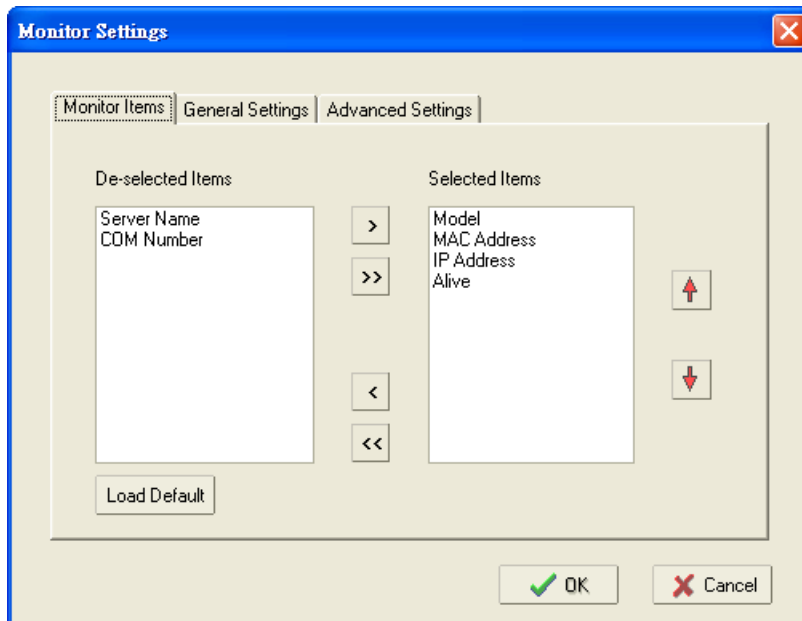 Monitor Settings
Monitor Items General Settings Advanced Settings
De-selected Items
Server Name
COM Number
>
>>
<
<<
Selected Items
Model
MAC Address
IP Address
Alive
Load Default
OK Cancel